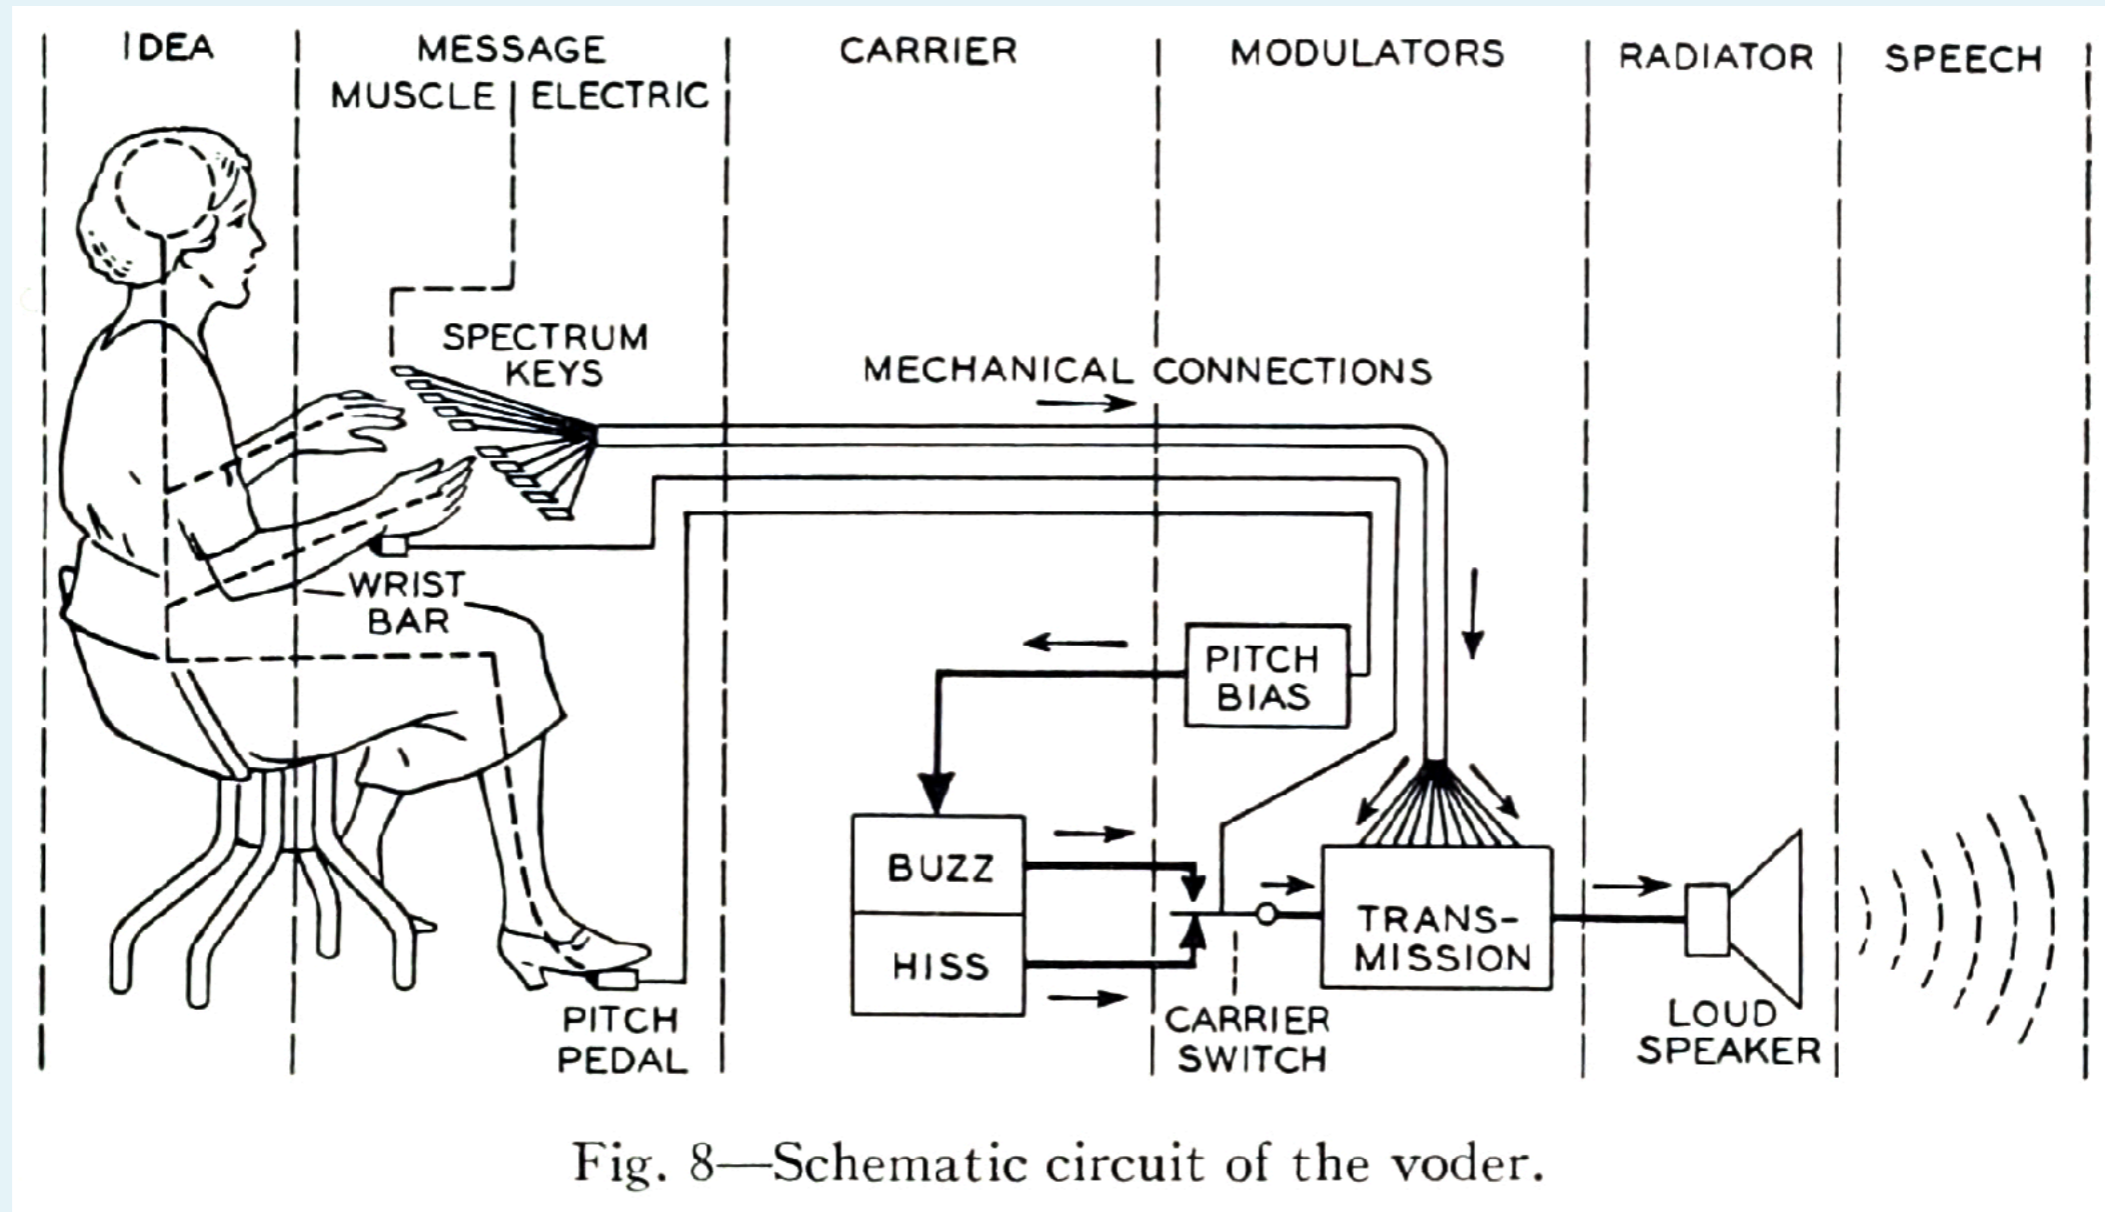 IDEA
MESSAGE
MUSCLE ELECTRIC
CARRIER
MODULATORS
RADIATOR
SPEECH
SPECTRUM
KEYS
MECHANICAL CONNECTIONS
WRIST
BAR
PITCH
BIAS
BUZZ
HISS
TRANS-
MISSION
CARRIER
SWITCH
PITCH
PEDAL
LOUD
SPEAKER
Fig. 8—Schematic circuit of the voder.